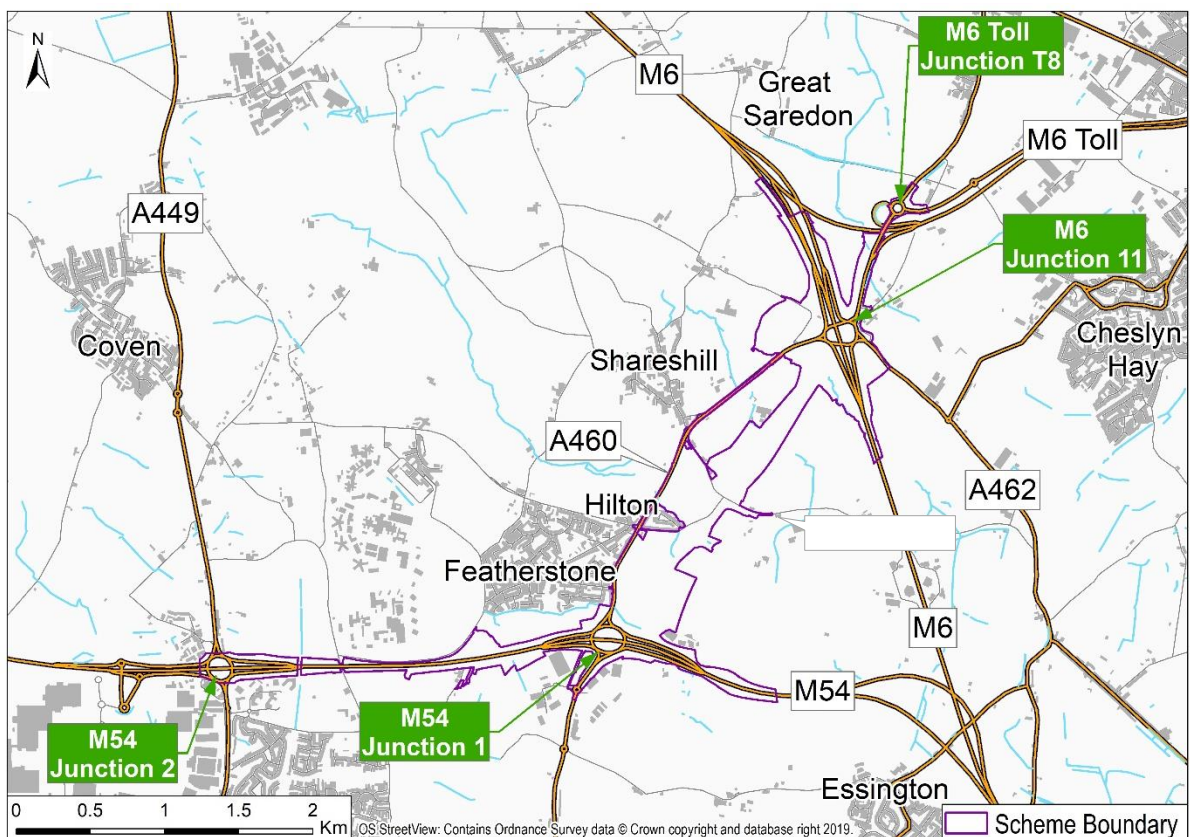 N
M6
Great
Saredon
M6 Toll
Junction T8
M6 Toll
A449
M6
Junction 11
Coven
Shareshill
Cheslyn
Hay
A460
A462
Hilton
Featherstone
M6
M54
M54
Junction 2
M54
Junction 1
Essington
0 0.5 1 1.5 2
Km
OS StreetView: Contains Ordnance Survey data © Crown copyright and database right 2019.
Scheme Boundary